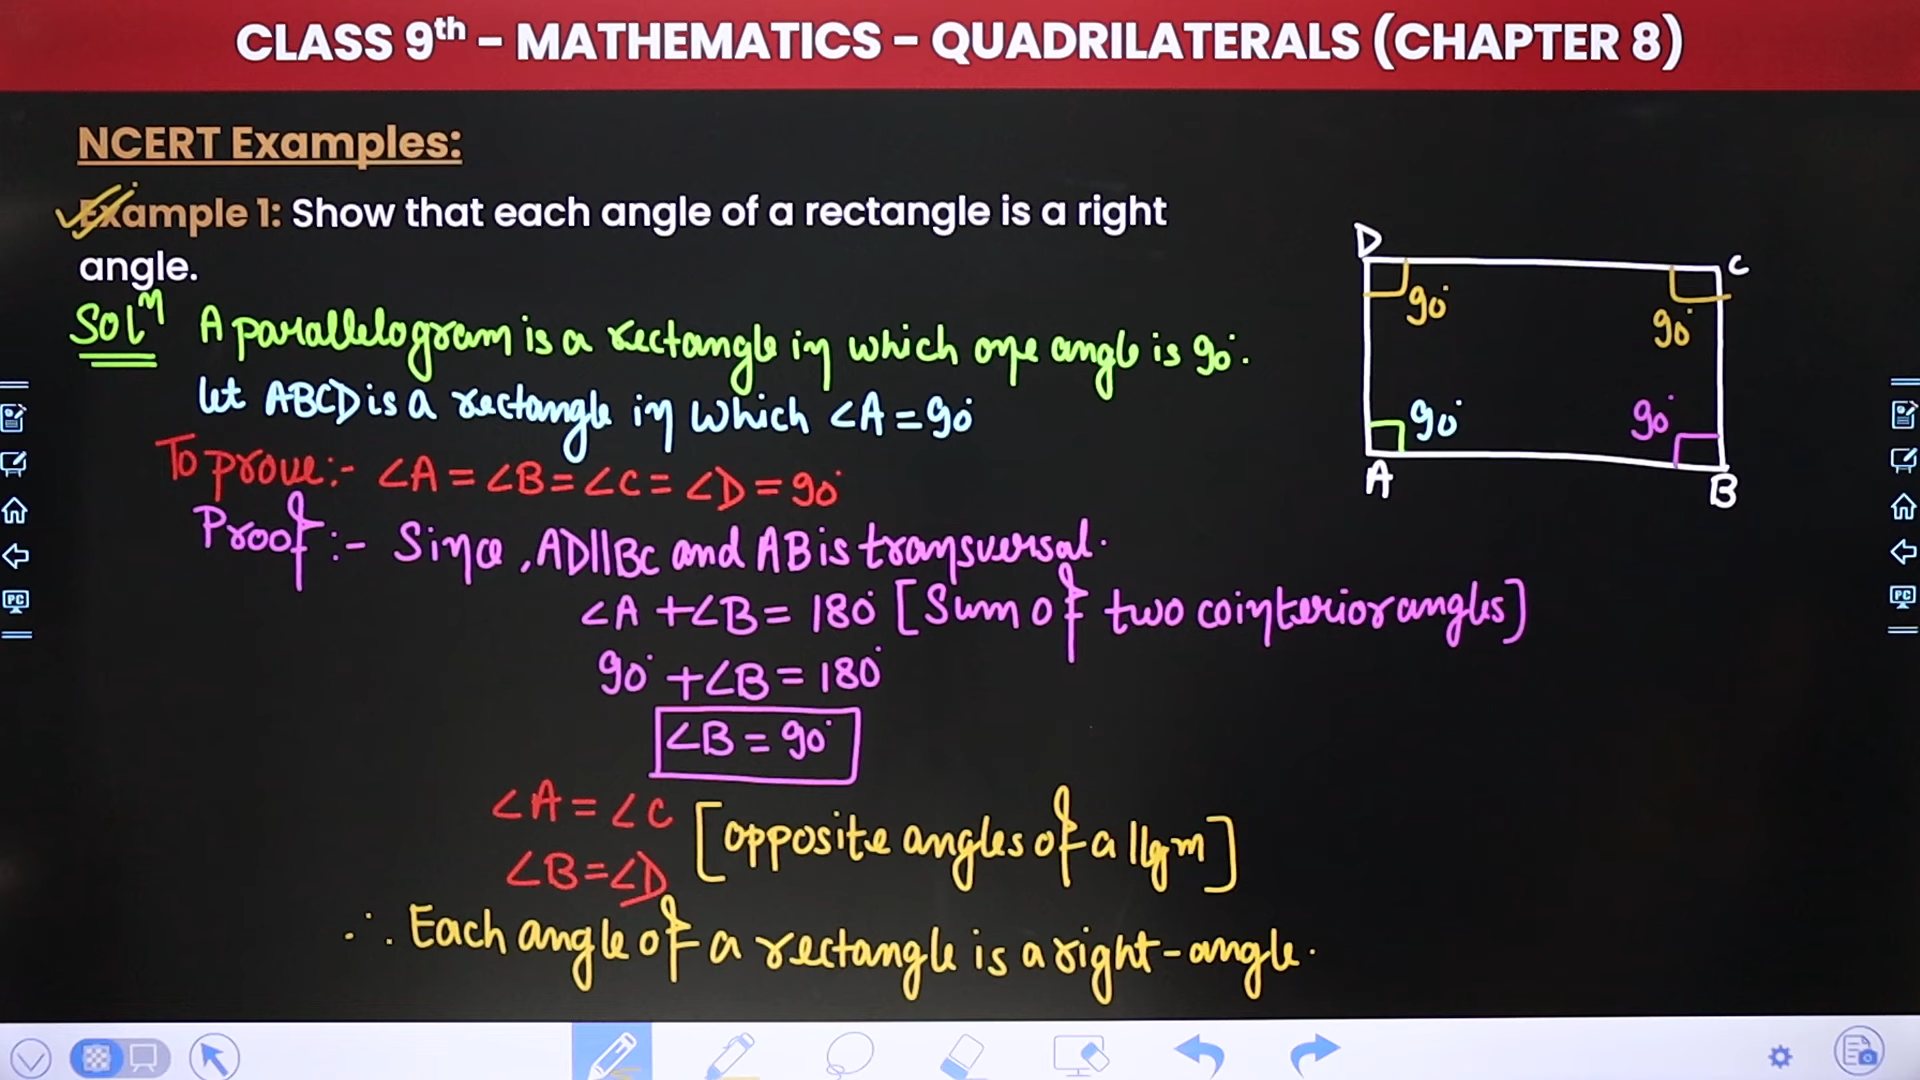 CLASS 9th - MATHEMATICS - QUADRILATERALS (CHAPTER 8)
NCERT Examples:
Example 1: Show that each angle of a rectangle is a right
angle.
Solⁿ A parallelogram is a rectangle in which one angle is 90°.
let ABCD is a rectangle in which ∠A = 90°
To prove:- ∠A = ∠B = ∠C = ∠D = 90°
Proof :- Since, AD||BC and AB is transversal.
∠A + ∠B = 180° [Sum of two cointerior angles]
90° + ∠B = 180°
∠B = 90°
∠A = ∠C
∠B = ∠D
[opposite angles of a ||gm]
∴ Each angle of a rectangle is a right-angle.
D C
90° 90°
90° 90°
A B
PC
PC